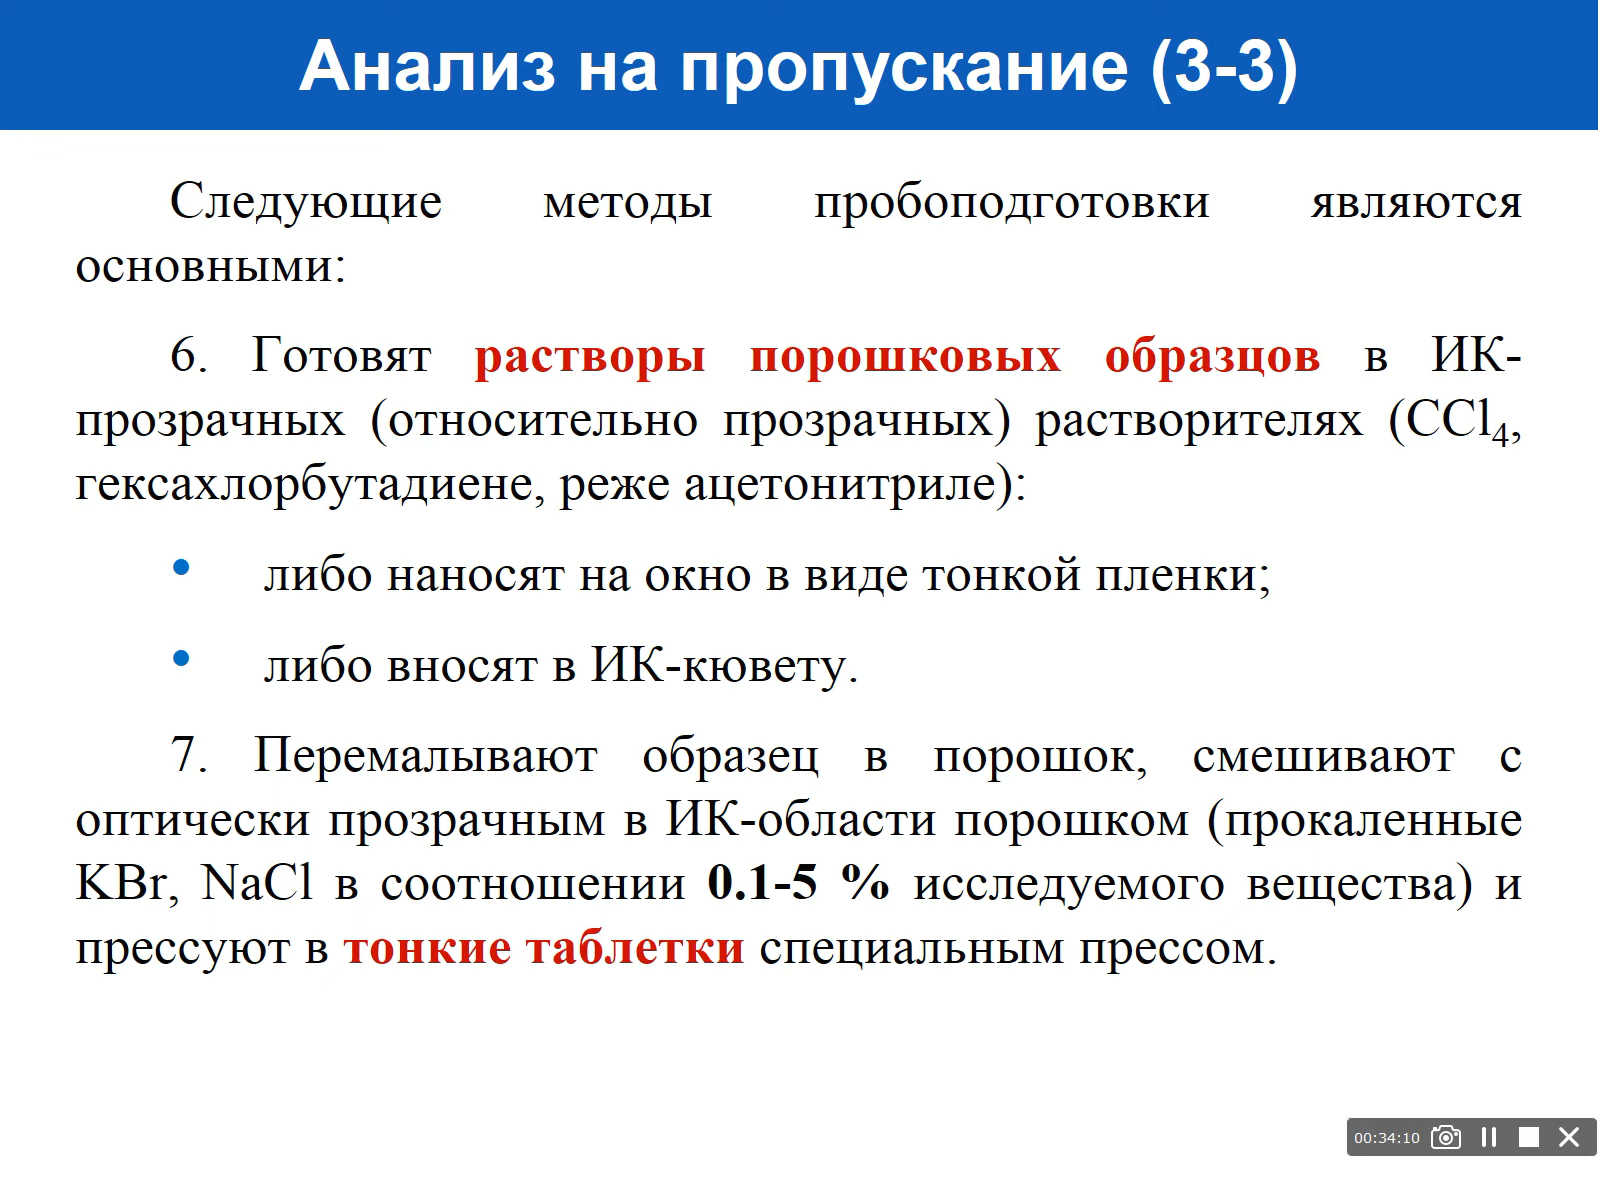 Анализ на пропускание (3-3)
Следующие методы пробоподготовки являются
основными:
6. Готовят растворы порошковых образцов в ИК-
прозрачных (относительно прозрачных) растворителях (CCl₄,
гексахлорбутадиене, реже ацетонитриле):
• либо наносят на окно в виде тонкой пленки;
• либо вносят в ИК-кювету.
7. Перемалывают образец в порошок, смешивают с
оптически прозрачным в ИК-области порошком (прокаленные
KBr, NaCl в соотношении 0.1-5 % исследуемого вещества) и
прессуют в тонкие таблетки специальным прессом.
00:34:10